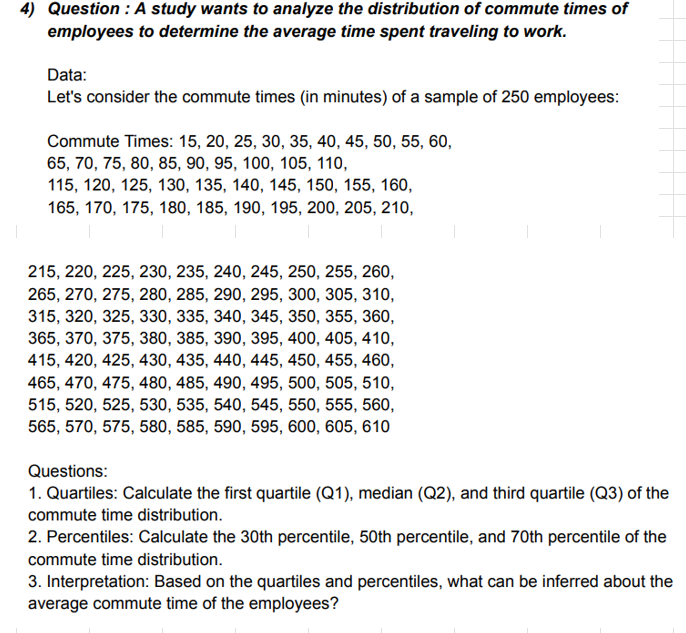 4) Question : A study wants to analyze the distribution of commute times of
employees to determine the average time spent traveling to work.
Data:
Let's consider the commute times (in minutes) of a sample of 250 employees:
Commute Times: 15, 20, 25, 30, 35, 40, 45, 50, 55, 60,
65, 70, 75, 80, 85, 90, 95, 100, 105, 110,
115, 120, 125, 130, 135, 140, 145, 150, 155, 160,
165, 170, 175, 180, 185, 190, 195, 200, 205, 210,
215, 220, 225, 230, 235, 240, 245, 250, 255, 260,
265, 270, 275, 280, 285, 290, 295, 300, 305, 310,
315, 320, 325, 330, 335, 340, 345, 350, 355, 360,
365, 370, 375, 380, 385, 390, 395, 400, 405, 410,
415, 420, 425, 430, 435, 440, 445, 450, 455, 460,
465, 470, 475, 480, 485, 490, 495, 500, 505, 510,
515, 520, 525, 530, 535, 540, 545, 550, 555, 560,
565, 570, 575, 580, 585, 590, 595, 600, 605, 610
Questions:
1. Quartiles: Calculate the first quartile (Q1), median (Q2), and third quartile (Q3) of the
commute time distribution.
2. Percentiles: Calculate the 30th percentile, 50th percentile, and 70th percentile of the
commute time distribution.
3. Interpretation: Based on the quartiles and percentiles, what can be inferred about the
average commute time of the employees?